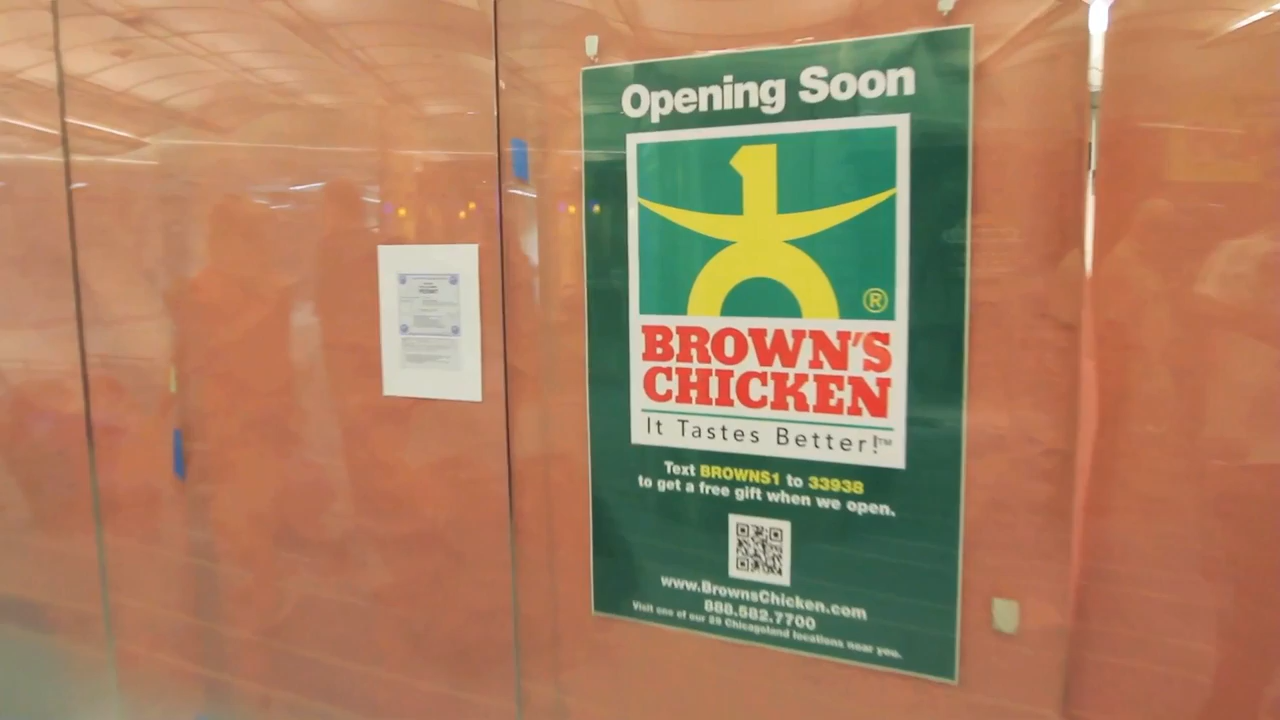 Opening Soon
®
BROWN'S
CHICKEN
It Tastes Better!™
Text BROWNS1 to 33938
to get a free gift when we open.
www.BrownsChicken.com
888.582.7700
Visit one of our 29 Chicagoland locations near you.